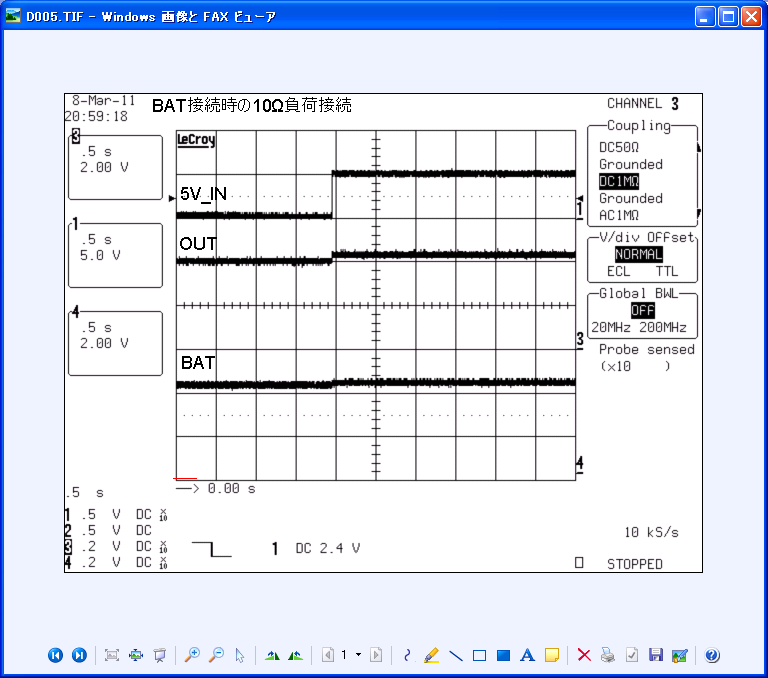 D005.TIF - Windows 画像と FAX ビューア
8-Mar-11
20:59:18
BAT接続時の10Ω負荷接続
CHANNEL 3
3
.5 s
2.00 V
1
.5 s
5.0 V
4
.5 s
2.00 V
LeCroy
5V_IN
OUT
BAT
1
3
4
Coupling
DC50Ω
Grounded
DC1MΩ
Grounded
AC1MΩ
V/div Offset
NORMAL
ECL TTL
Global BWL
OFF
20MHz 200MHz
Probe sensed
(x10 )
0.00 s
.5 s
1 .5 V DC x10
2 .5 V DC
3 .2 V DC x10
4 .2 V DC x10
1 DC 2.4 V
10 kS/s
STOPPED
1